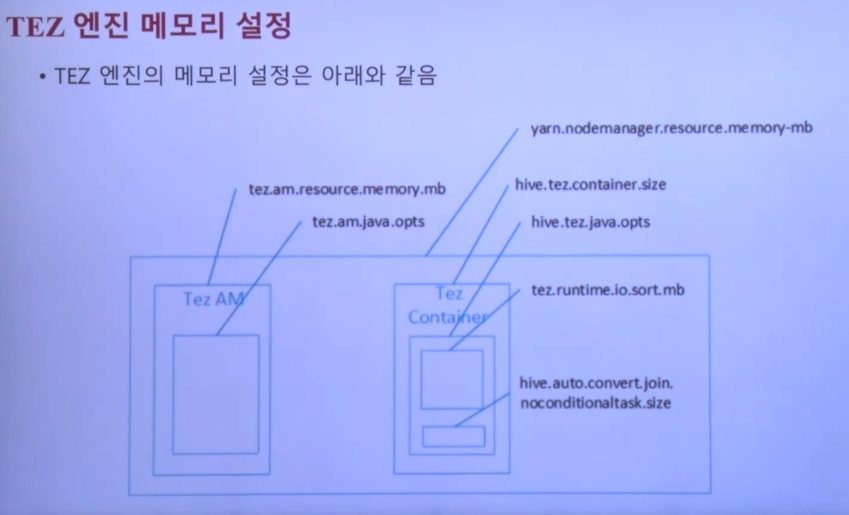 TEZ 엔진 메모리 설정
• TEZ 엔진의 메모리 설정은 아래와 같음
yarn.nodemanager.resource.memory-mb
tez.am.resource.memory.mb
hive.tez.container.size
tez.am.java.opts
hive.tez.java.opts
Tez AM
Tez
Container
tez.runtime.io.sort.mb
hive.auto.convert.join.
noconditionaltask.size